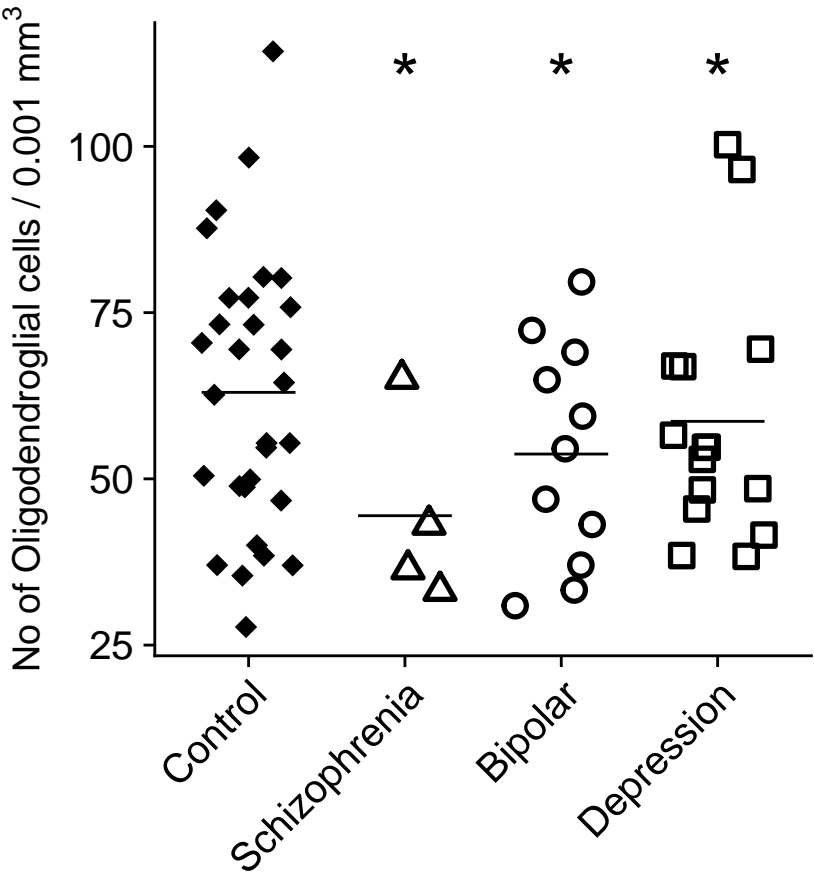 No of Oligodendroglial cells / 0.001 mm³
100
75
50
25
* * *
Control
Schizophrenia
Bipolar
Depression